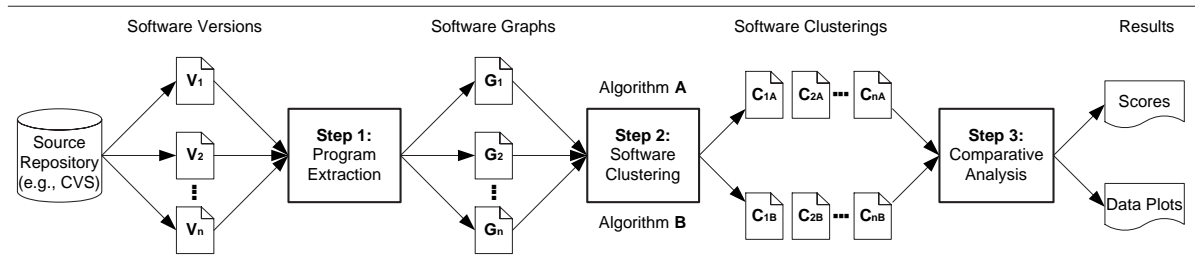 Software Versions
Software Graphs
Software Clusterings
Results
Source
Repository
(e.g., CVS)
V1
V2
Vn
Step 1:
Program
Extraction
G1
G2
Gn
Algorithm A
Step 2:
Software
Clustering
Algorithm B
C1A
C2A
CnA
C1B
C2B
CnB
Step 3:
Comparative
Analysis
Scores
Data Plots